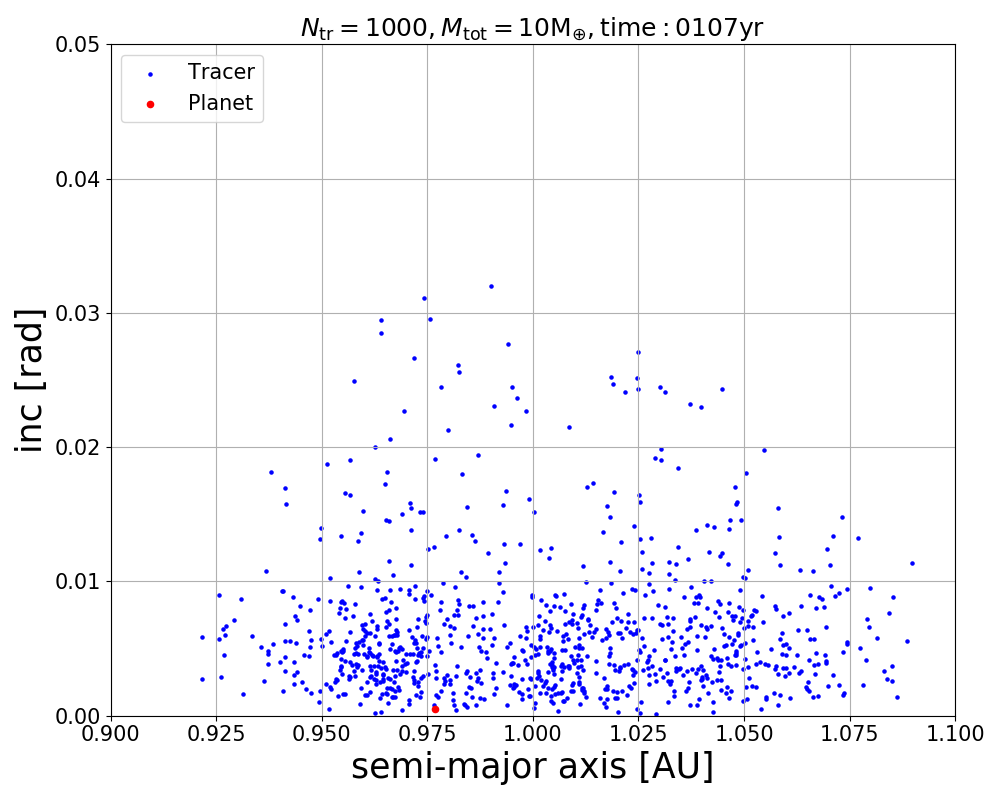 N_tr = 1000, M_tot = 10M_⊕, time : 0107yr
0.05
Tracer
Planet
0.04
0.03
inc [rad]
0.02
0.01
0.00
0.900 0.925 0.950 0.975 1.000 1.025 1.050 1.075 1.100
semi-major axis [AU]